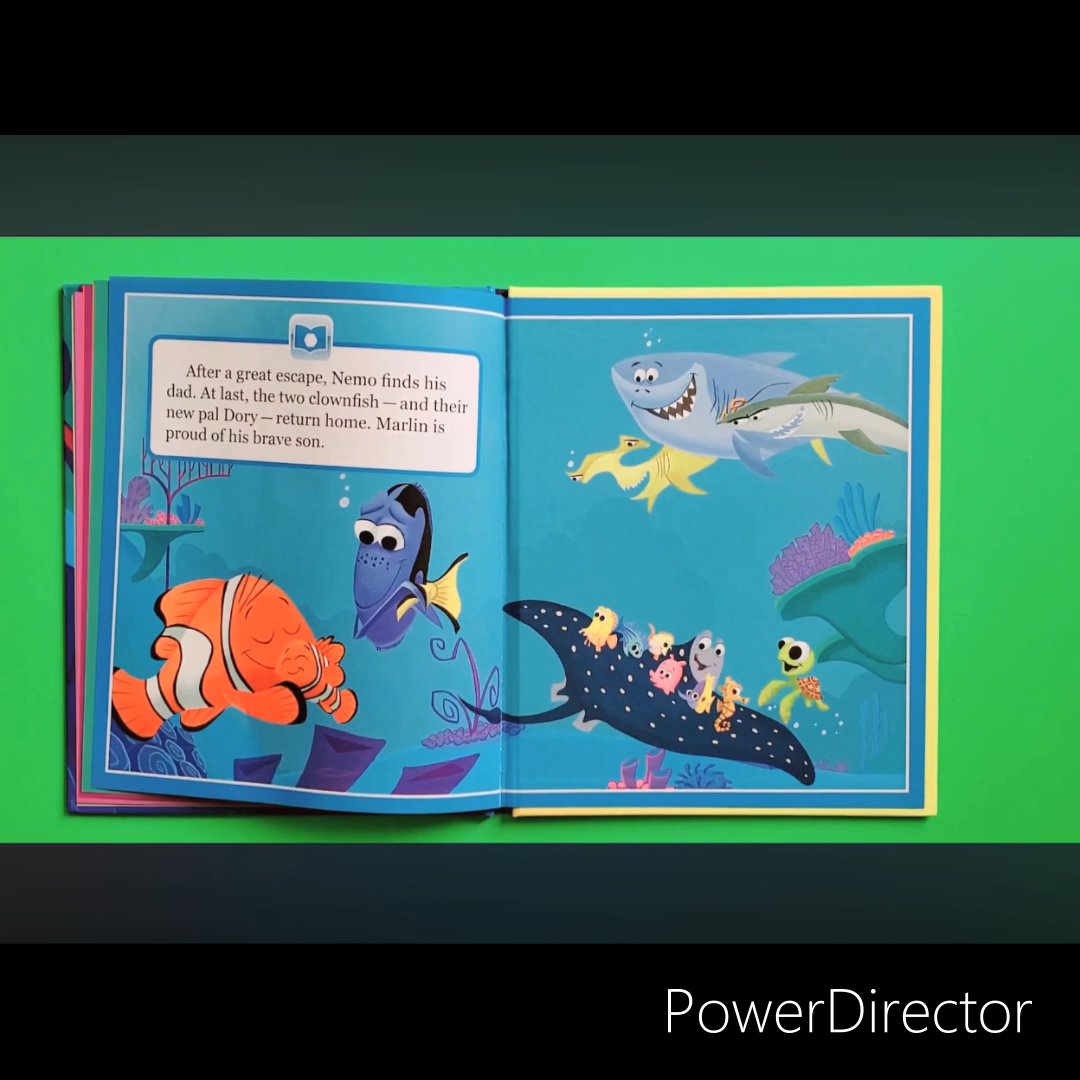 After a great escape, Nemo finds his
dad. At last, the two clownfish — and their
new pal Dory — return home. Marlin is
proud of his brave son.
PowerDirector